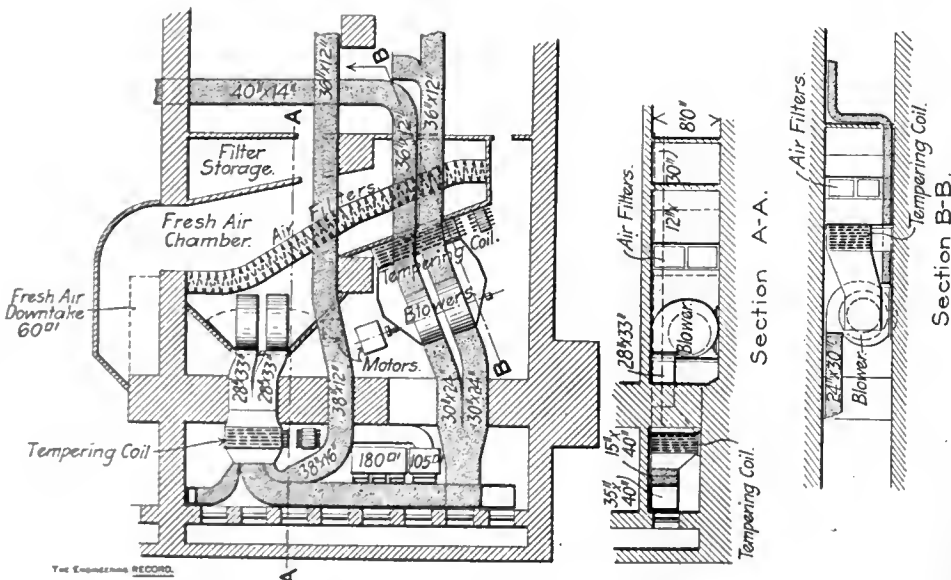 40"x14"
36"x12"
B
36"x12"
36"x12"
A
Filter
Storage.
Fresh Air
Chamber.
Air Filters
Tempering Coil.
Blowers
Motors.
B
Fresh Air
Downtake
60□'
28"x33"
28"x33"
38"x12"
30"x24"
30"x24"
Tempering Coil
38"x16"
180□"
105□"
A
THE ENGINEERING RECORD.
80"
30"
12"x
Air Filters.
Blower.
28"x33"
15"x
40"
35"x
40"
Tempering Coil.
Section A-A.
Air Filters.
Tempering Coil.
24"x30"
Blower.
Section B-B.